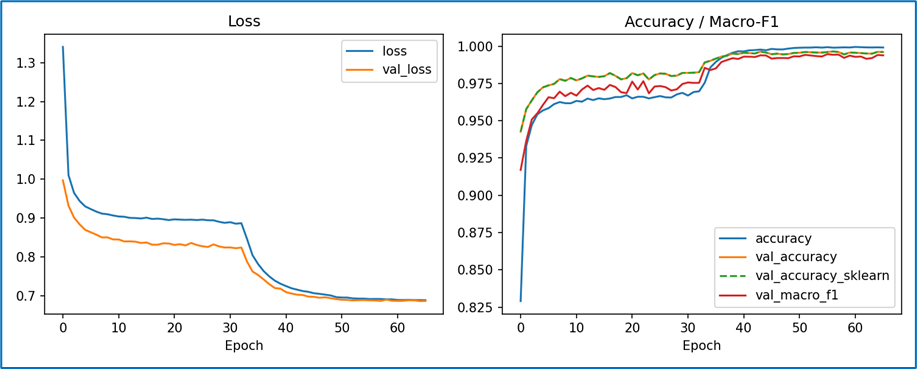 Loss
1.3
1.2
1.1
1.0
0.9
0.8
0.7
0 10 20 30 40 50 60
Epoch
loss
val_loss
Accuracy / Macro-F1
1.000
0.975
0.950
0.925
0.900
0.875
0.850
0.825
0 10 20 30 40 50 60
Epoch
accuracy
val_accuracy
val_accuracy_sklearn
val_macro_f1